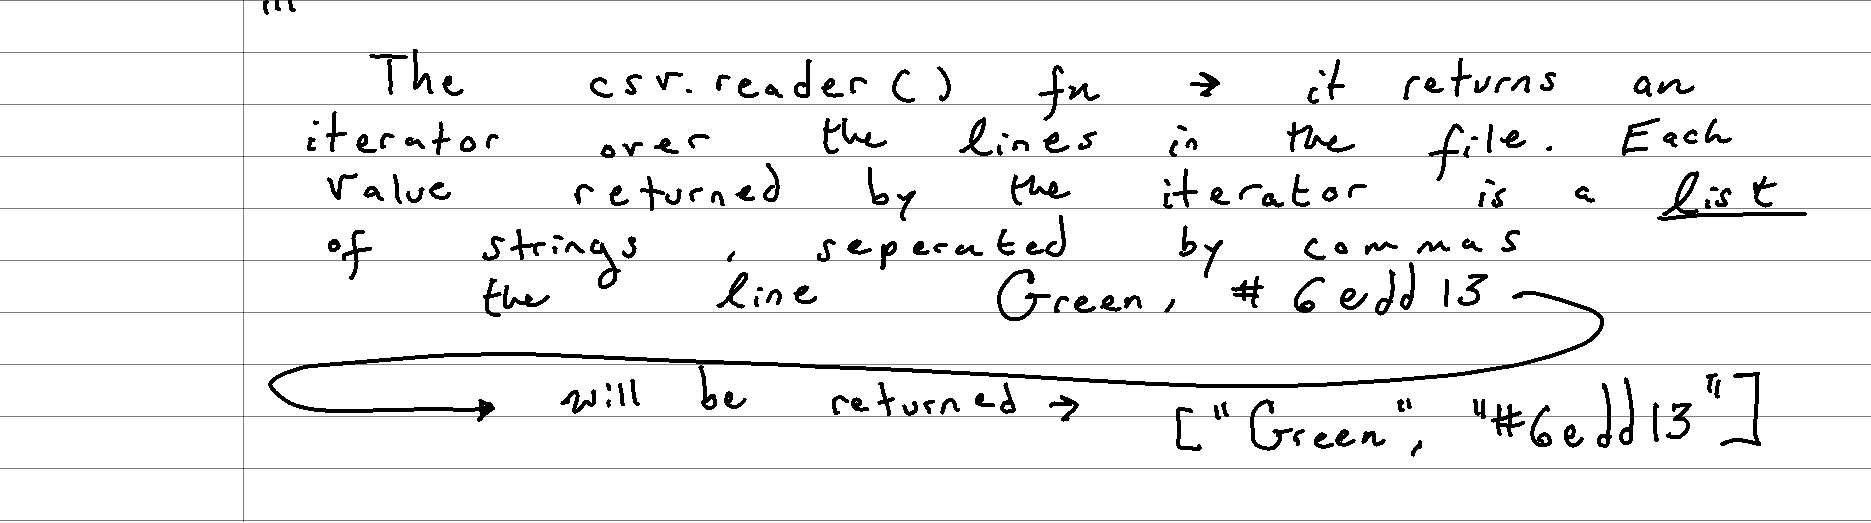 The csv.reader() fn → it returns an
iterator over the lines in the file. Each
value returned by the iterator is a list
of strings, seperated by commas
the line Green, #6edd13
→ will be returned → ["Green", "#6edd13"]